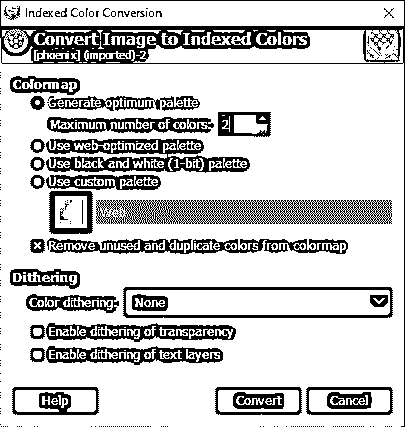 Indexed Color Conversion
Convert Image to Indexed Colors
[phoenix] (imported)-2
Colormap
Generate optimum palette
Maximum number of colors: 2
Use web-optimized palette
Use black and white (1-bit) palette
Use custom palette
Web
Remove unused and duplicate colors from colormap
Dithering
Color dithering: None
Enable dithering of transparency
Enable dithering of text layers
Help Convert Cancel